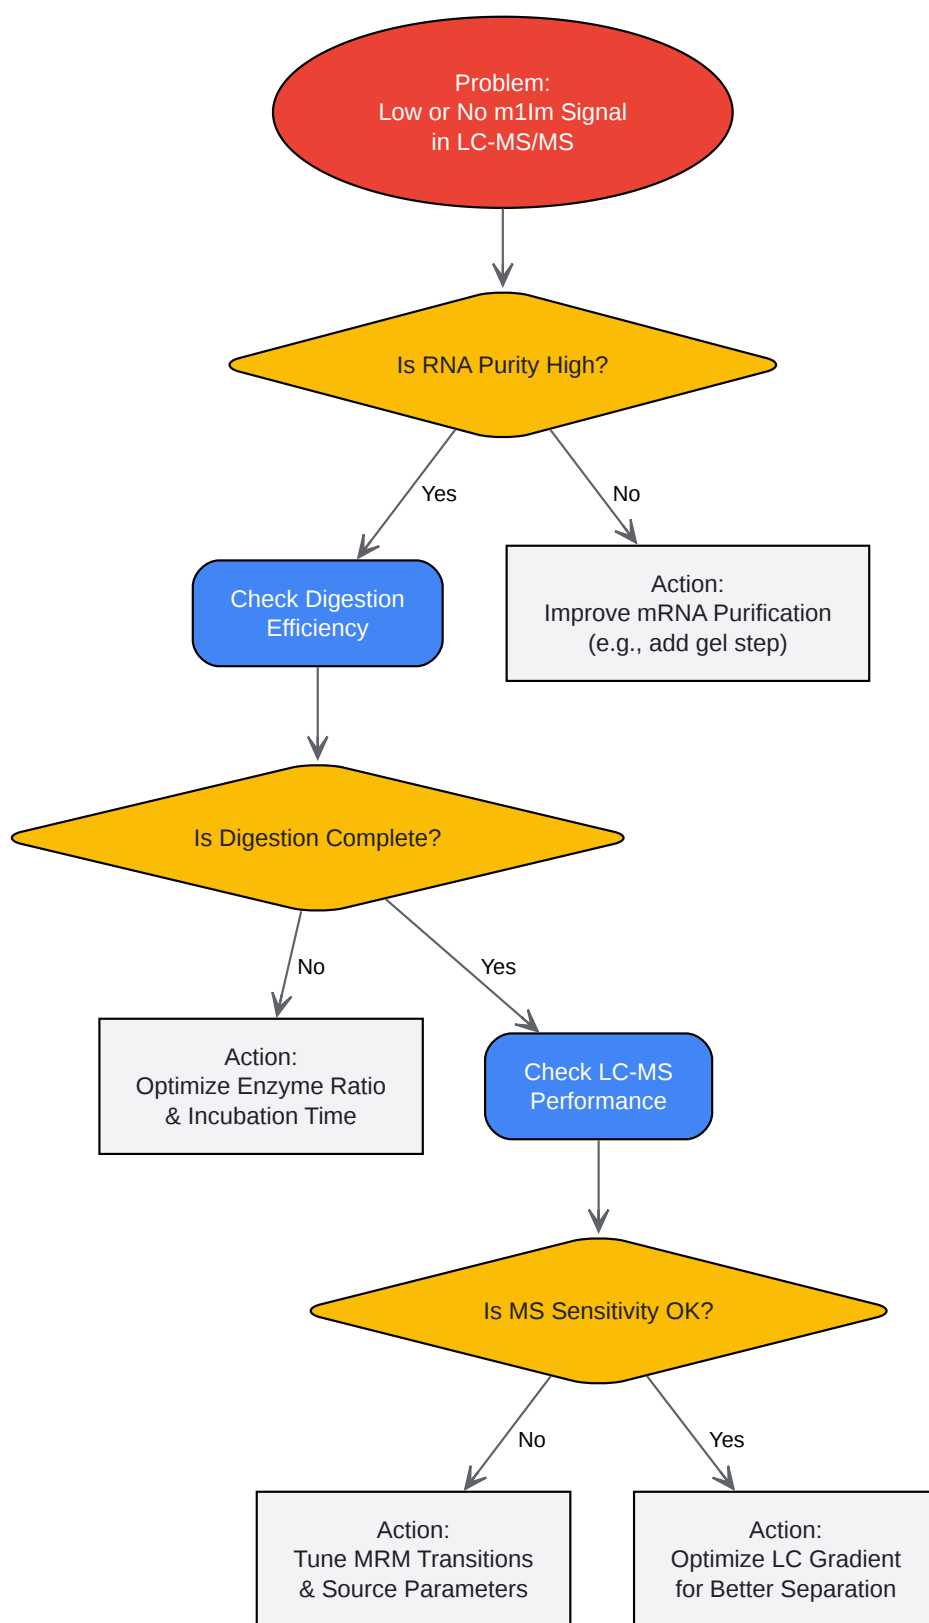 Problem:
Low or No m1Im Signal
in LC-MS/MS
Is RNA Purity High?
Yes
No
Check Digestion
Efficiency
Action:
Improve mRNA Purification
(e.g., add gel step)
Is Digestion Complete?
No
Yes
Action:
Optimize Enzyme Ratio
& Incubation Time
Check LC-MS
Performance
Is MS Sensitivity OK?
No
Yes
Action:
Tune MRM Transitions
& Source Parameters
Action:
Optimize LC Gradient
for Better Separation